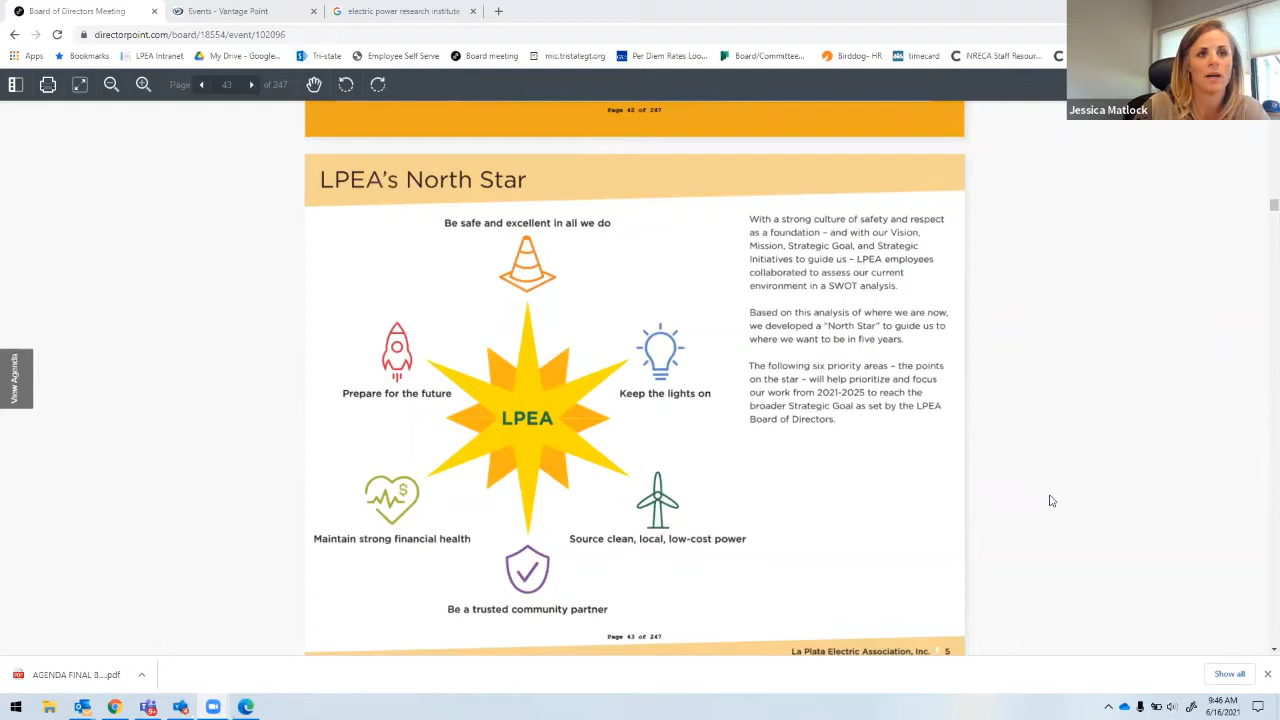 Board of Directors Meeting
Events - Vantage Point
electric power research institute
directorpoint.com/board/18554/event/102096
Apps
Bookmarks
LPEA Intranet
My Drive - Google...
Tri-state
Employee Self Serve
Board meeting
mic.tristategt.org
Per Diem Rates Loo...
Board/Committee...
Birddog- HR
timecard
NRECA Staff Resour...
Page 43 of 247
Jessica Matlock
Page 42 of 247
LPEA's North Star
Be safe and excellent in all we do
Prepare for the future
Keep the lights on
LPEA
Maintain strong financial health
$
Source clean, local, low-cost power
Be a trusted community partner
With a strong culture of safety and respect
as a foundation – and with our Vision,
Mission, Strategic Goal, and Strategic
Initiatives to guide us – LPEA employees
collaborated to assess our current
environment in a SWOT analysis.
Based on this analysis of where we are now,
we developed a "North Star" to guide us to
where we want to be in five years.
The following six priority areas – the points
on the star – will help prioritize and focus
our work from 2021-2025 to reach the
broader Strategic Goal as set by the LPEA
Board of Directors.
Page 43 of 247
La Plata Electric Association, Inc. 5
View Agenda
AGENDA FINAL B....pdf
Show all
9:46 AM
6/16/2021